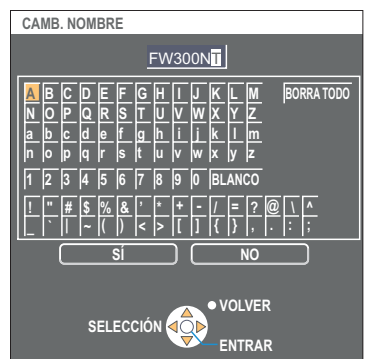 CAMB. NOMBRE
FW300NT
A B C D E F G H I J K L M BORRA TODO
N O P Q R S T U V W X Y Z
a b c d e f g h i j k l m
n o p q r s t u v w x y z
1 2 3 4 5 6 7 8 9 0 BLANCO
! " # $ % & ' * + - / = ? @ \ ^
_ ` | ~ ( ) < > [ ] { } , . : ;
SÍ NO
VOLVER
SELECCIÓN
ENTRAR